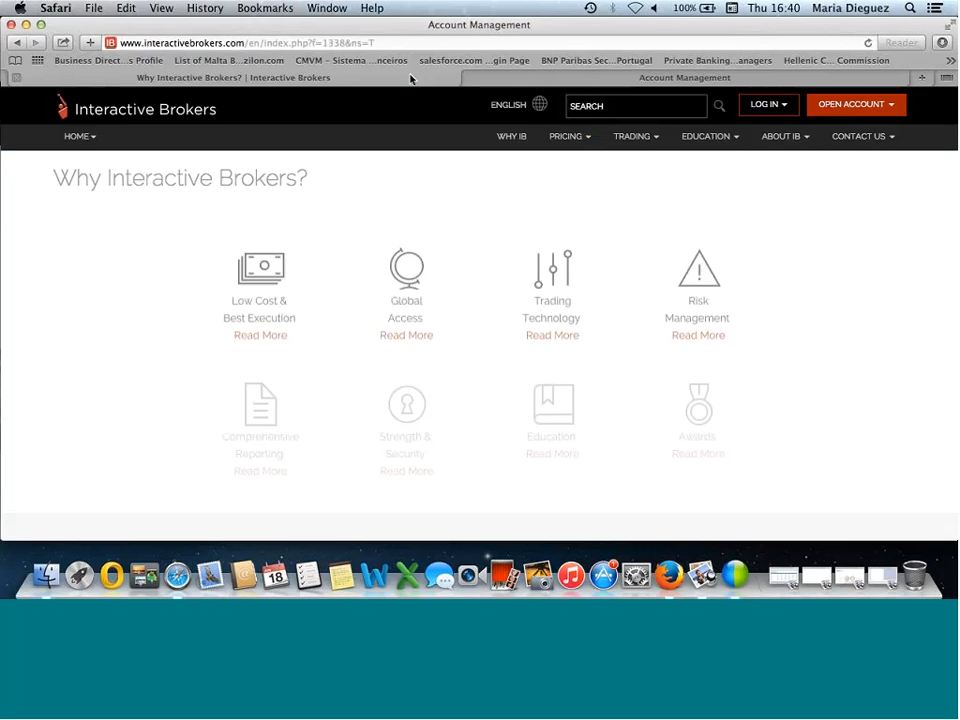 Safari File Edit View History Bookmarks Window Help 100% Thu 16:40 Maria Dieguez
Account Management
www.interactivebrokers.com/en/index.php?f=1338&ns=T Reader
Business Direct...s Profile List of Malta B...zilon.com CMVM – Sistema ...nceiros salesforce.com ...gin Page BNP Paribas Sec...Portugal Private Banking...anagers Hellenic C... Commission
Why Interactive Brokers? | Interactive Brokers Account Management
Interactive Brokers ENGLISH SEARCH LOG IN OPEN ACCOUNT
HOME WHY IB PRICING TRADING EDUCATION ABOUT IB CONTACT US
Why Interactive Brokers?
Low Cost & Global Trading Risk
Best Execution Access Technology Management
Read More Read More Read More Read More
Comprehensive Strength & Education Awards
Reporting Security Read More Read More
Read More Read More
18